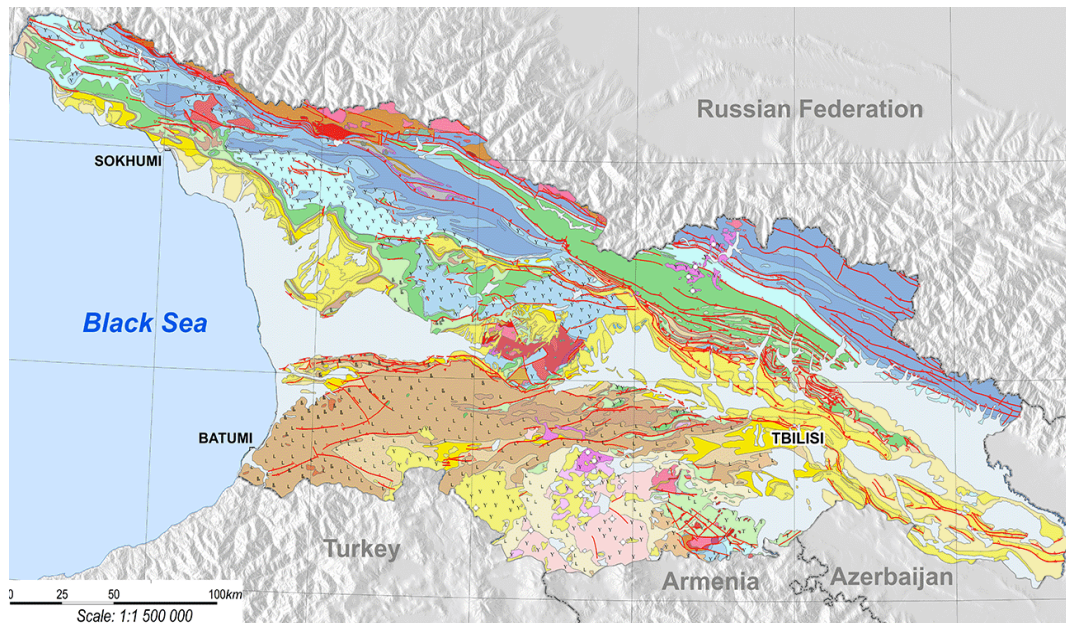 Russian Federation
SOKHUMI
Black Sea
BATUMI
TBILISI
Turkey
Armenia
Azerbaijan
0 25 50 100km
Scale: 1:1 500 000